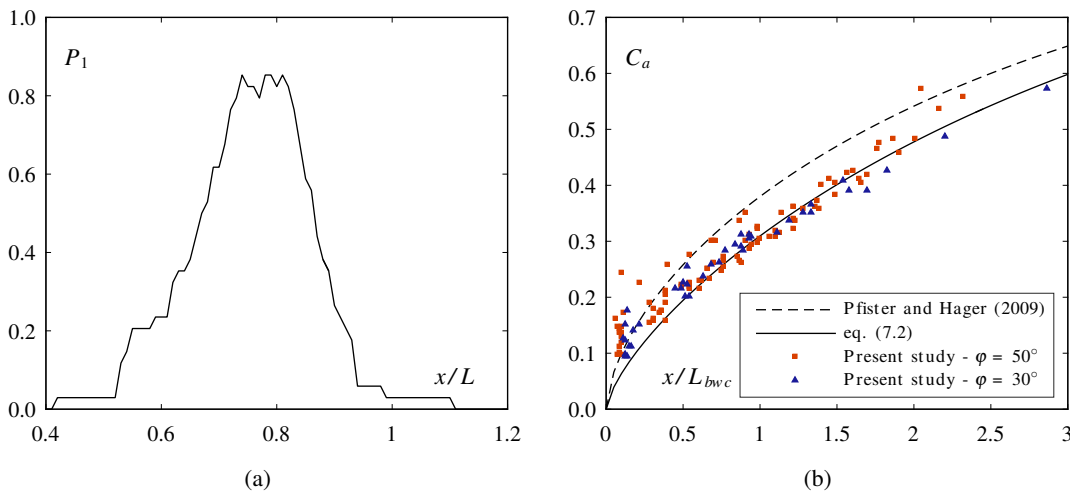 P₁
1.0
0.8
0.6
0.4
0.2
0.0
0.4
0.6
0.8
1
1.2
x/L
(a)
Cₐ
0.7
0.6
0.5
0.4
0.3
0.2
0.1
0.0
0
0.5
1
1.5
2
2.5
3
x/L_bwc
Pfister and Hager (2009)
eq. (7.2)
Present study - φ = 50°
Present study - φ = 30°
(b)